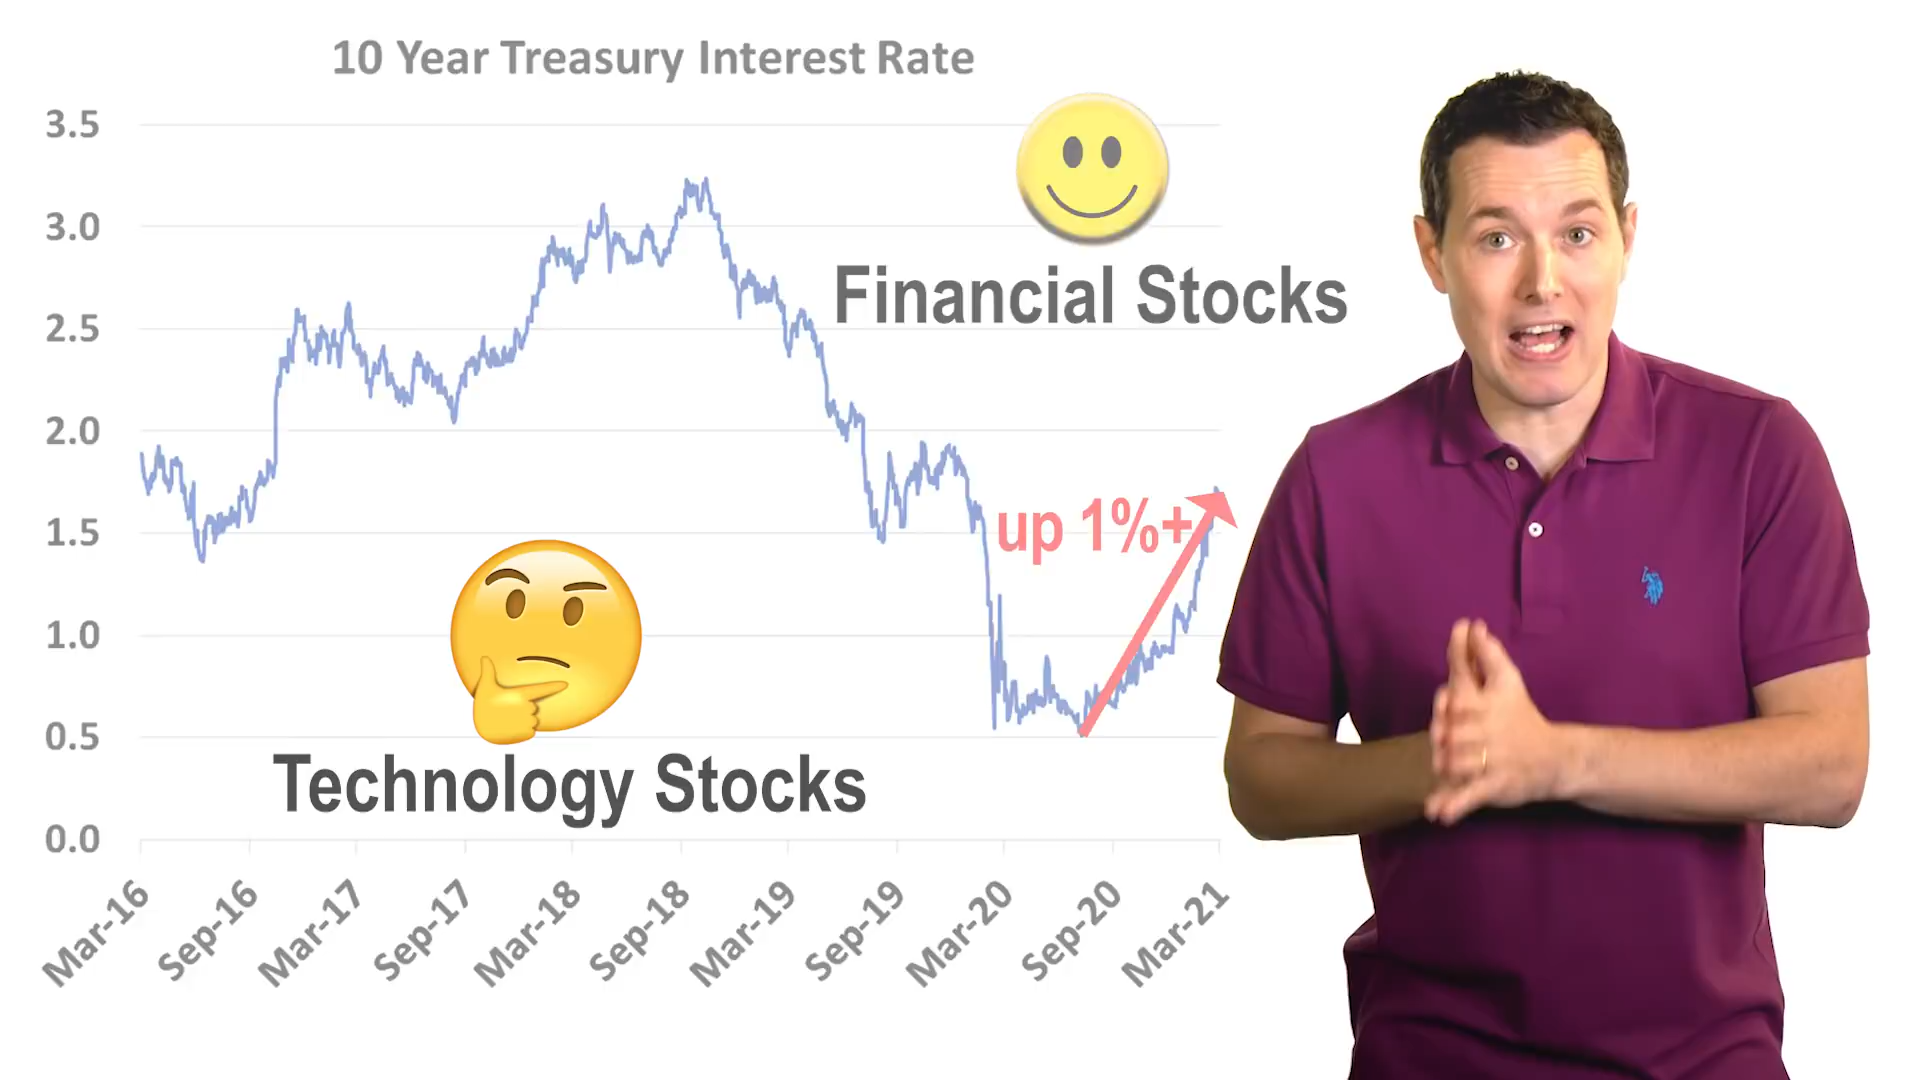 10 Year Treasury Interest Rate
3.5
3.0
2.5
2.0
1.5
1.0
0.5
0.0
Financial Stocks
up 1%+
Technology Stocks
Mar-16
Sep-16
Mar-17
Sep-17
Mar-18
Sep-18
Mar-19
Sep-19
Mar-20
Sep-20
Mar-21